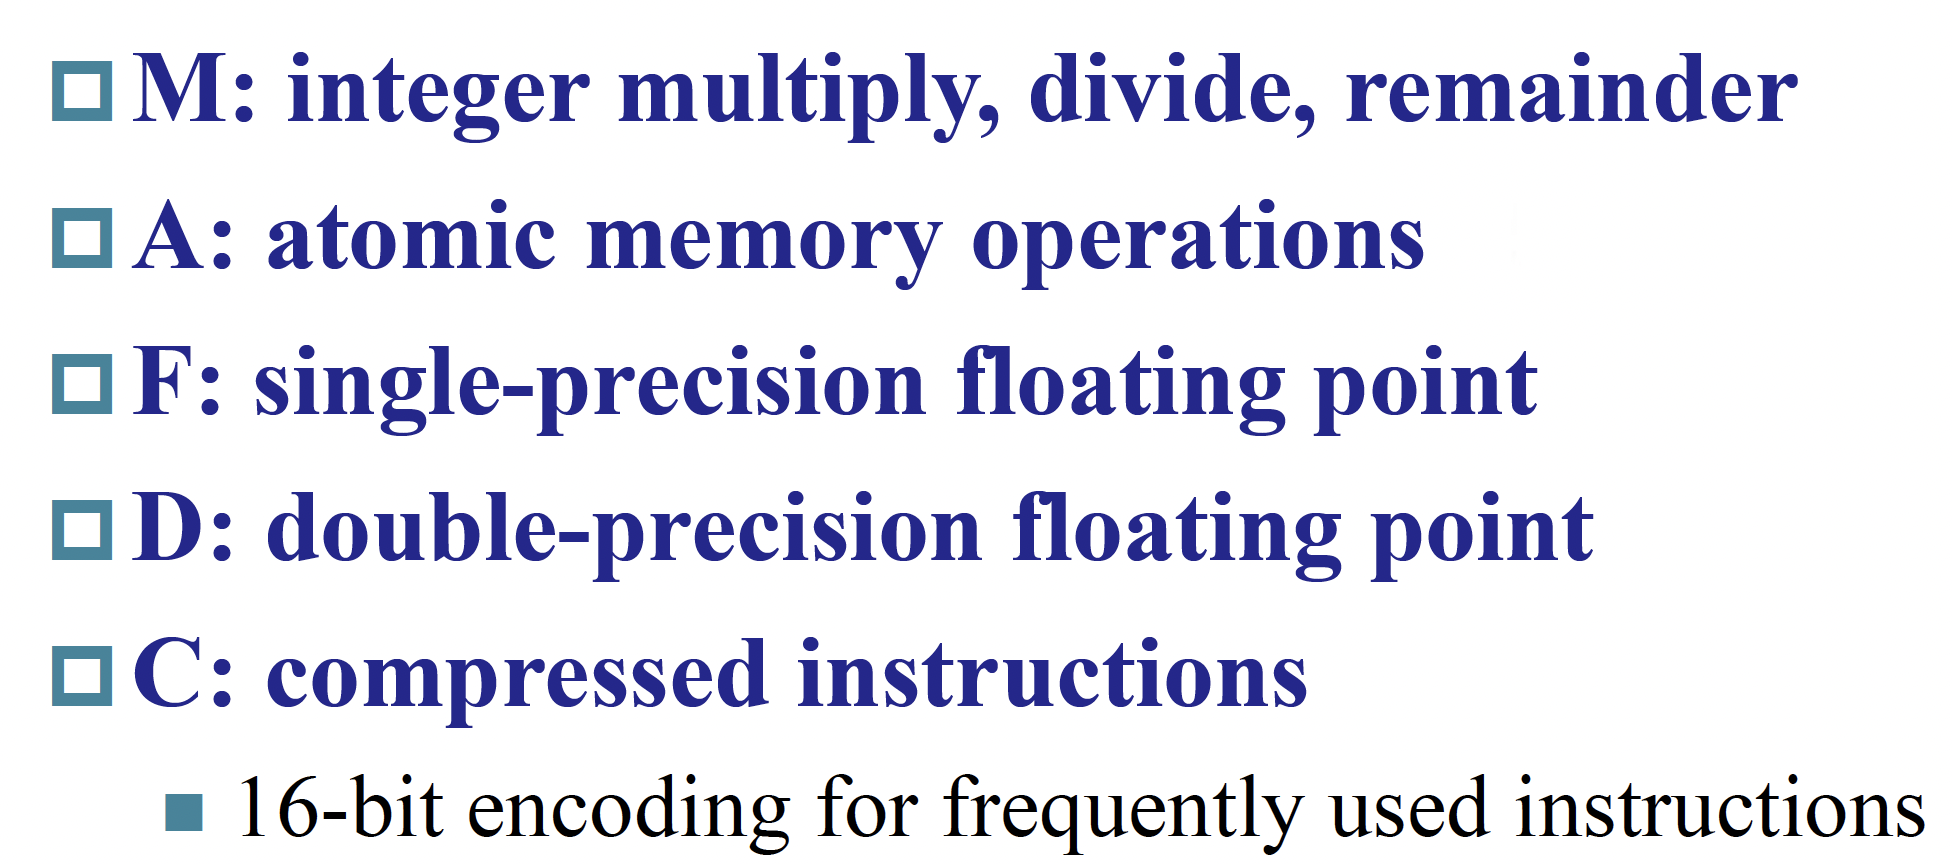 M: integer multiply, divide, remainder
A: atomic memory operations
F: single-precision floating point
D: double-precision floating point
C: compressed instructions
16-bit encoding for frequently used instructions